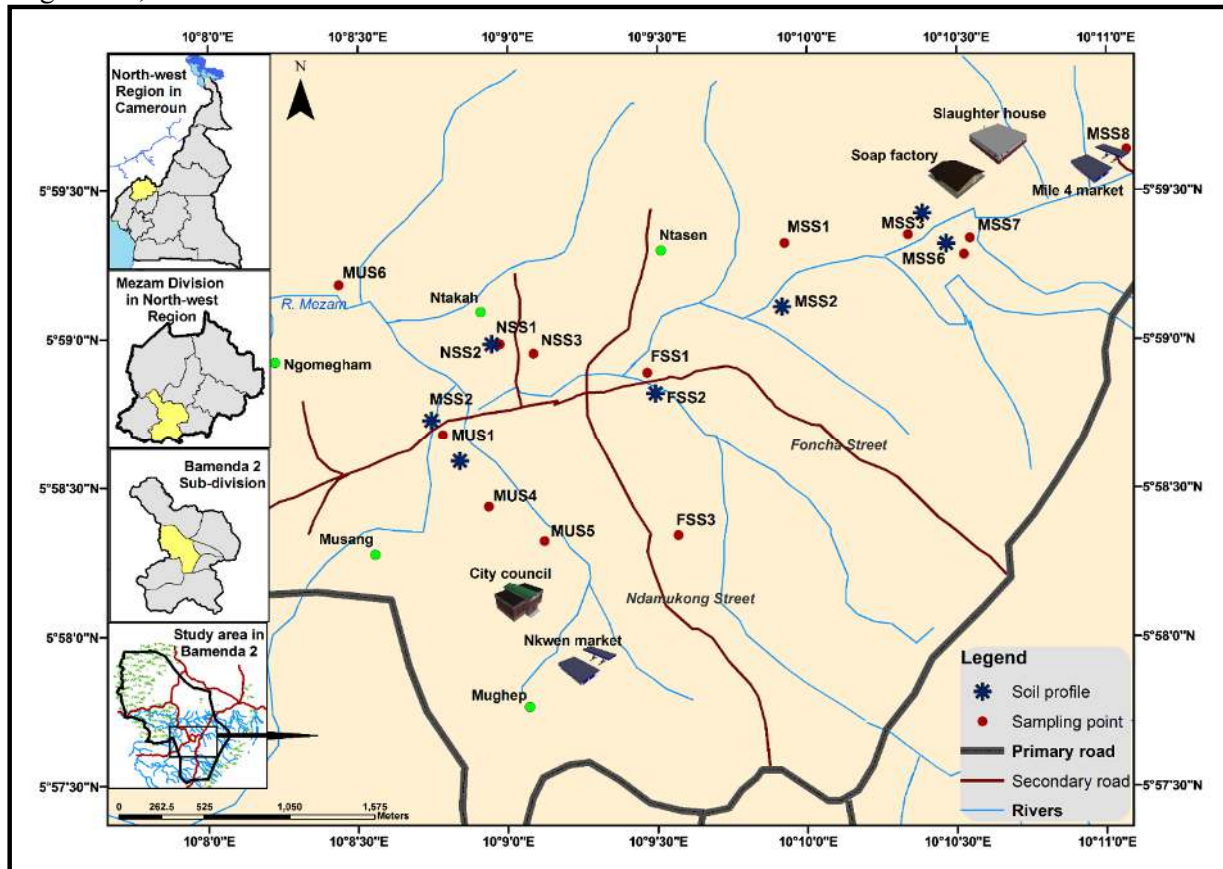 10°8'0"E 10°8'30"E 10°9'0"E 10°9'30"E 10°10'0"E 10°10'30"E 10°11'0"E
North-west
Region in
Cameroun
N
Slaughter house
MSS8
Soap factory
Mile 4 market
5°59'30"N
5°59'30"N
MSS1
MSS3
MSS7
MSS6
Ntasen
MUS6
Mezam Division
in North-west
Region
R. Mezam
Ntakah
MSS2
5°59'0"N
5°59'0"N
NSS1
NSS3
NSS2
Ngomegham
FSS1
FSS2
MSS2
MUS1
Foncha Street
Bamenda 2
Sub-division
5°58'30"N
5°58'30"N
MUS4
MUS5
FSS3
Musang
City council
Ndamukong Street
Study area in
Bamenda 2
5°58'0"N
5°58'0"N
Nkwen market
Mughep
Legend
Soil profile
Sampling point
Primary road
Secondary road
Rivers
5°57'30"N
5°57'30"N
0 262.5 525 1,050 1,575
Meters
10°8'0"E 10°8'30"E 10°9'0"E 10°9'30"E 10°10'0"E 10°10'30"E 10°11'0"E